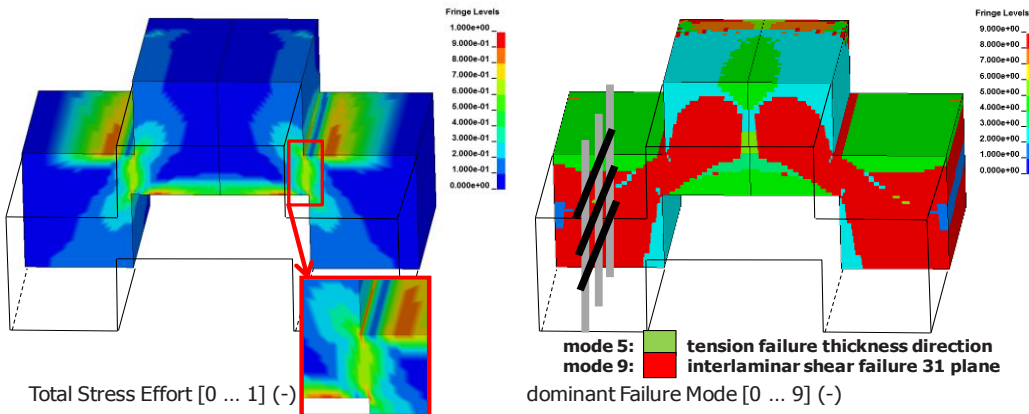 Fringe Levels
1.000e+00
9.000e-01
8.000e-01
7.000e-01
6.000e-01
5.000e-01
4.000e-01
3.000e-01
2.000e-01
1.000e-01
0.000e+00
Fringe Levels
9.000e+00
8.000e+00
7.000e+00
6.000e+00
5.000e+00
4.000e+00
3.000e+00
2.000e+00
1.000e+00
0.000e+00
mode 5: tension failure thickness direction
mode 9: interlaminar shear failure 31 plane
Total Stress Effort [0 ... 1] (-)
dominant Failure Mode [0 ... 9] (-)